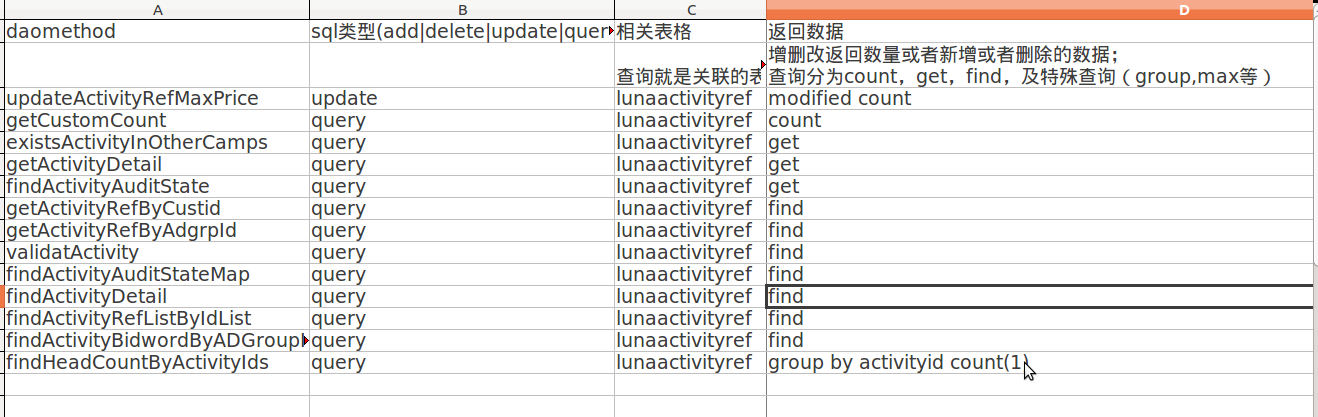 A B C D
daomethod sql类型(add|delete|update|quer 相关表格 返回数据
增删改返回数量或者新增或者删除的数据；
查询就是关联的表 查询分为count，get，find，及特殊查询（group,max等）
updateActivityRefMaxPrice update lunaactivityref modified count
getCustomCount query lunaactivityref count
existsActivityInOtherCamps query lunaactivityref get
getActivityDetail query lunaactivityref get
findActivityAuditState query lunaactivityref get
getActivityRefByCustid query lunaactivityref find
getActivityRefByAdgrpId query lunaactivityref find
validatActivity query lunaactivityref find
findActivityAuditStateMap query lunaactivityref find
findActivityDetail query lunaactivityref find
findActivityRefListByIdList query lunaactivityref find
findActivityBidwordByADGroup query lunaactivityref find
findHeadCountByActivityIds query lunaactivityref group by activityid count(1)